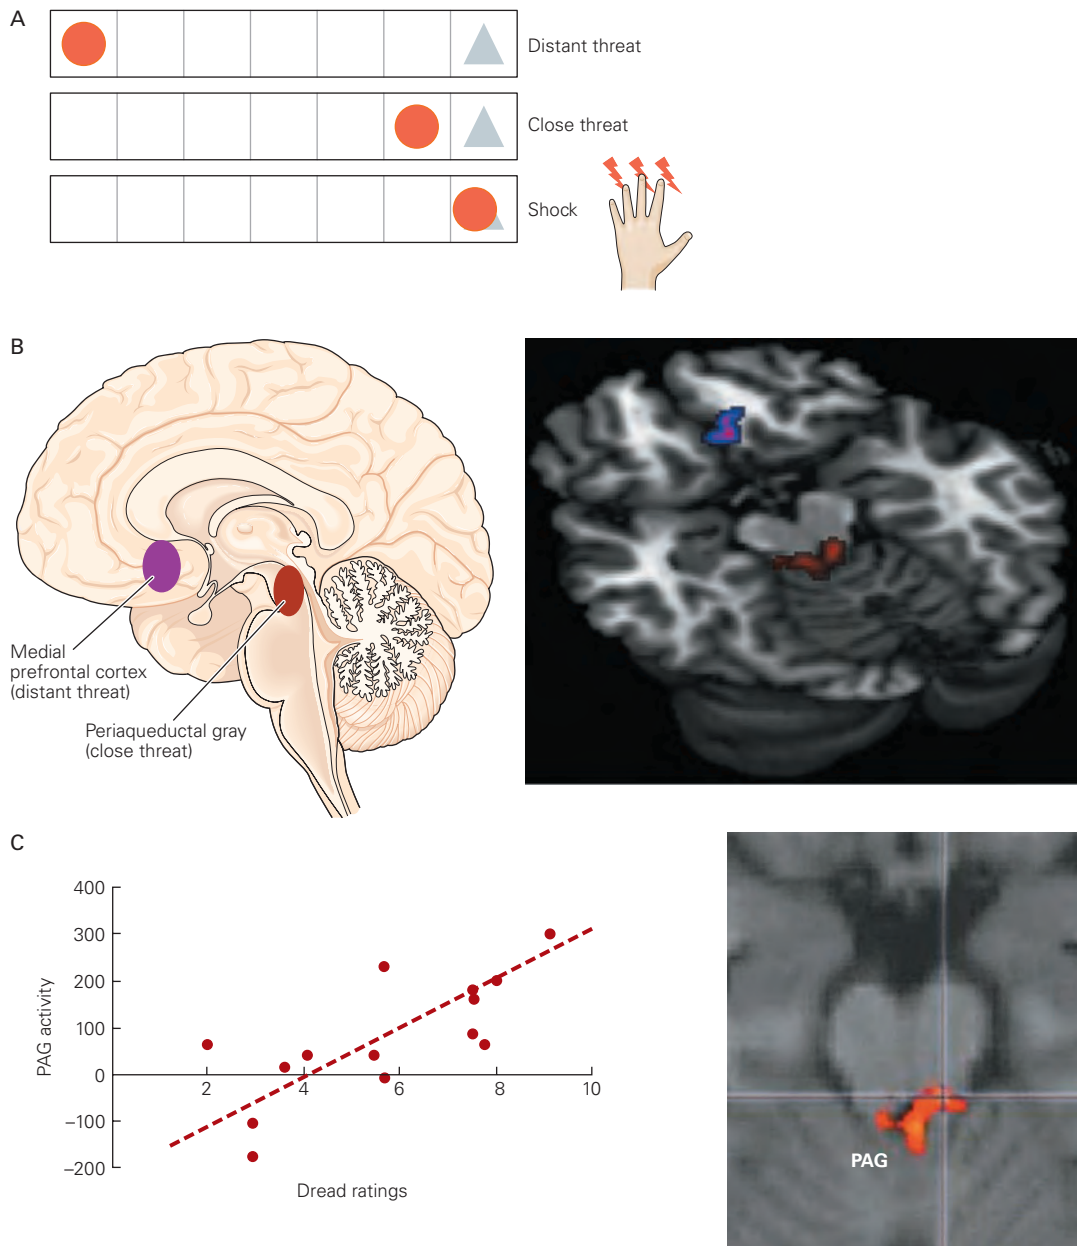 A
Distant threat
Close threat
Shock
B
Medial
prefrontal cortex
(distant threat)
Periaqueductal gray
(close threat)
C
400
300
200
100
0
–100
–200
PAG activity
2
4
6
8
10
Dread ratings
PAG